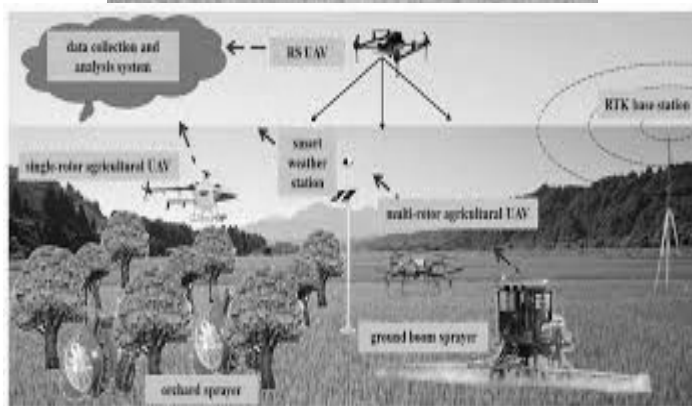 data collection and
analysis system
RS UAV
RTK base station
smart
weather
station
single-rotor agricultural UAV
multi-rotor agricultural UAV
ground boom sprayer
orchard sprayer